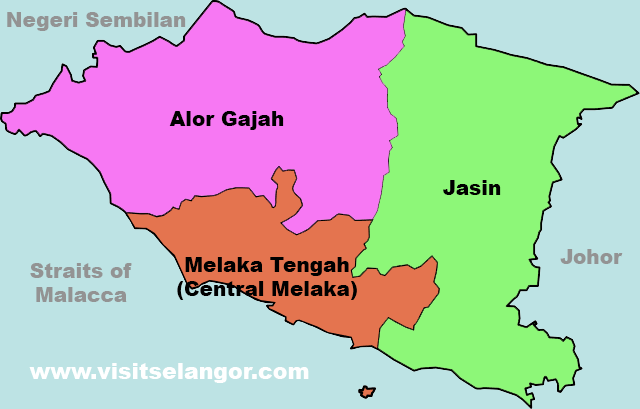 Negeri Sembilan
Alor Gajah
Jasin
Straits of
Malacca
Melaka Tengah
(Central Melaka)
Johor
www.visitselangor.com